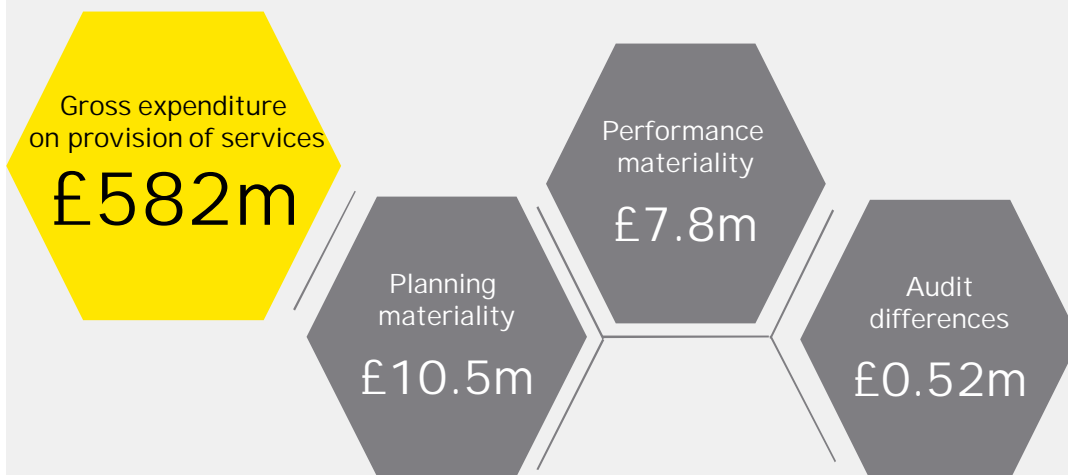 Gross expenditure
on provision of services
£582m
Planning
materiality
£10.5m
Performance
materiality
£7.8m
Audit
differences
£0.52m